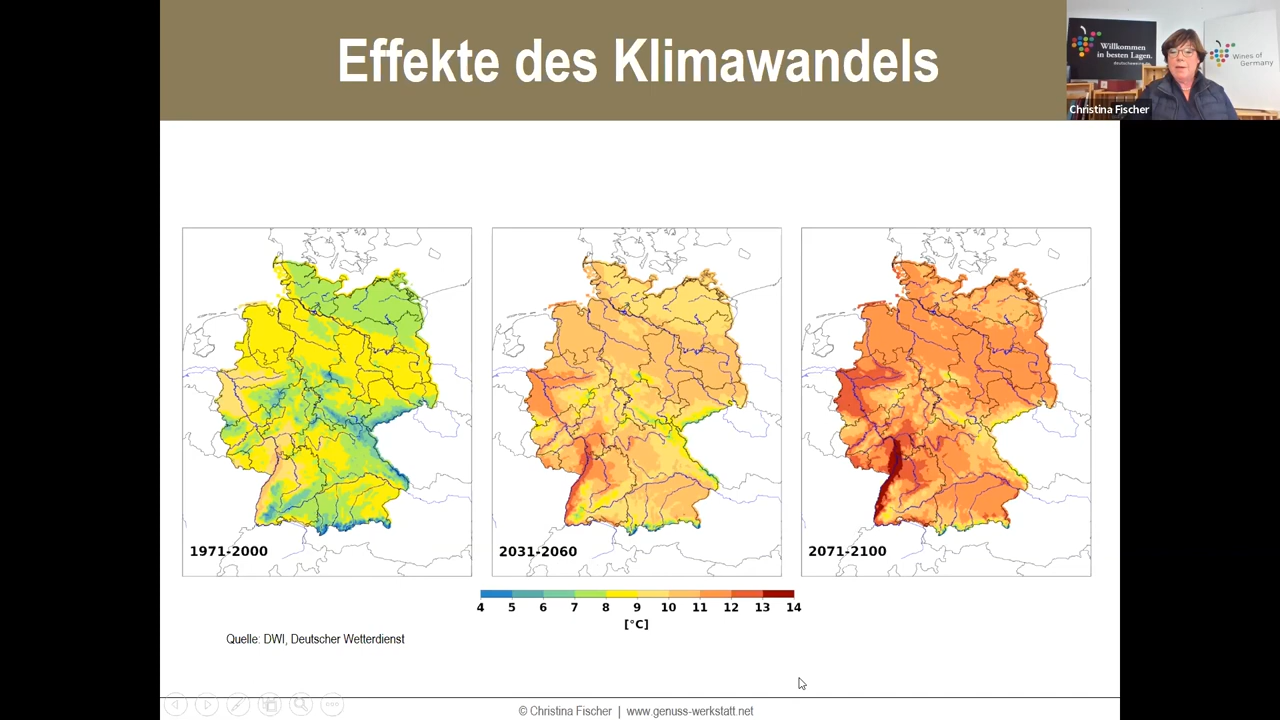 Effekte des Klimawandels
Willkommen
in besten Lagen.
Wines of
Germany
Christina Fischer
1971-2000
2031-2060
2071-2100
4 5 6 7 8 9 10 11 12 13 14
[°C]
Quelle: DWI, Deutscher Wetterdienst
© Christina Fischer | www.genuss-werkstatt.net